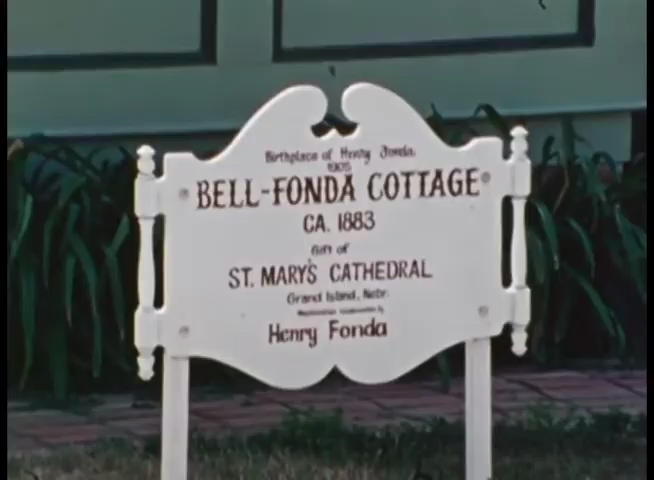 Birthplace of Henry Fonda.
1905
BELL-FONDA COTTAGE
CA. 1883
Gift of
ST. MARY'S CATHEDRAL
Grand Island, Nebr.
Henry Fonda